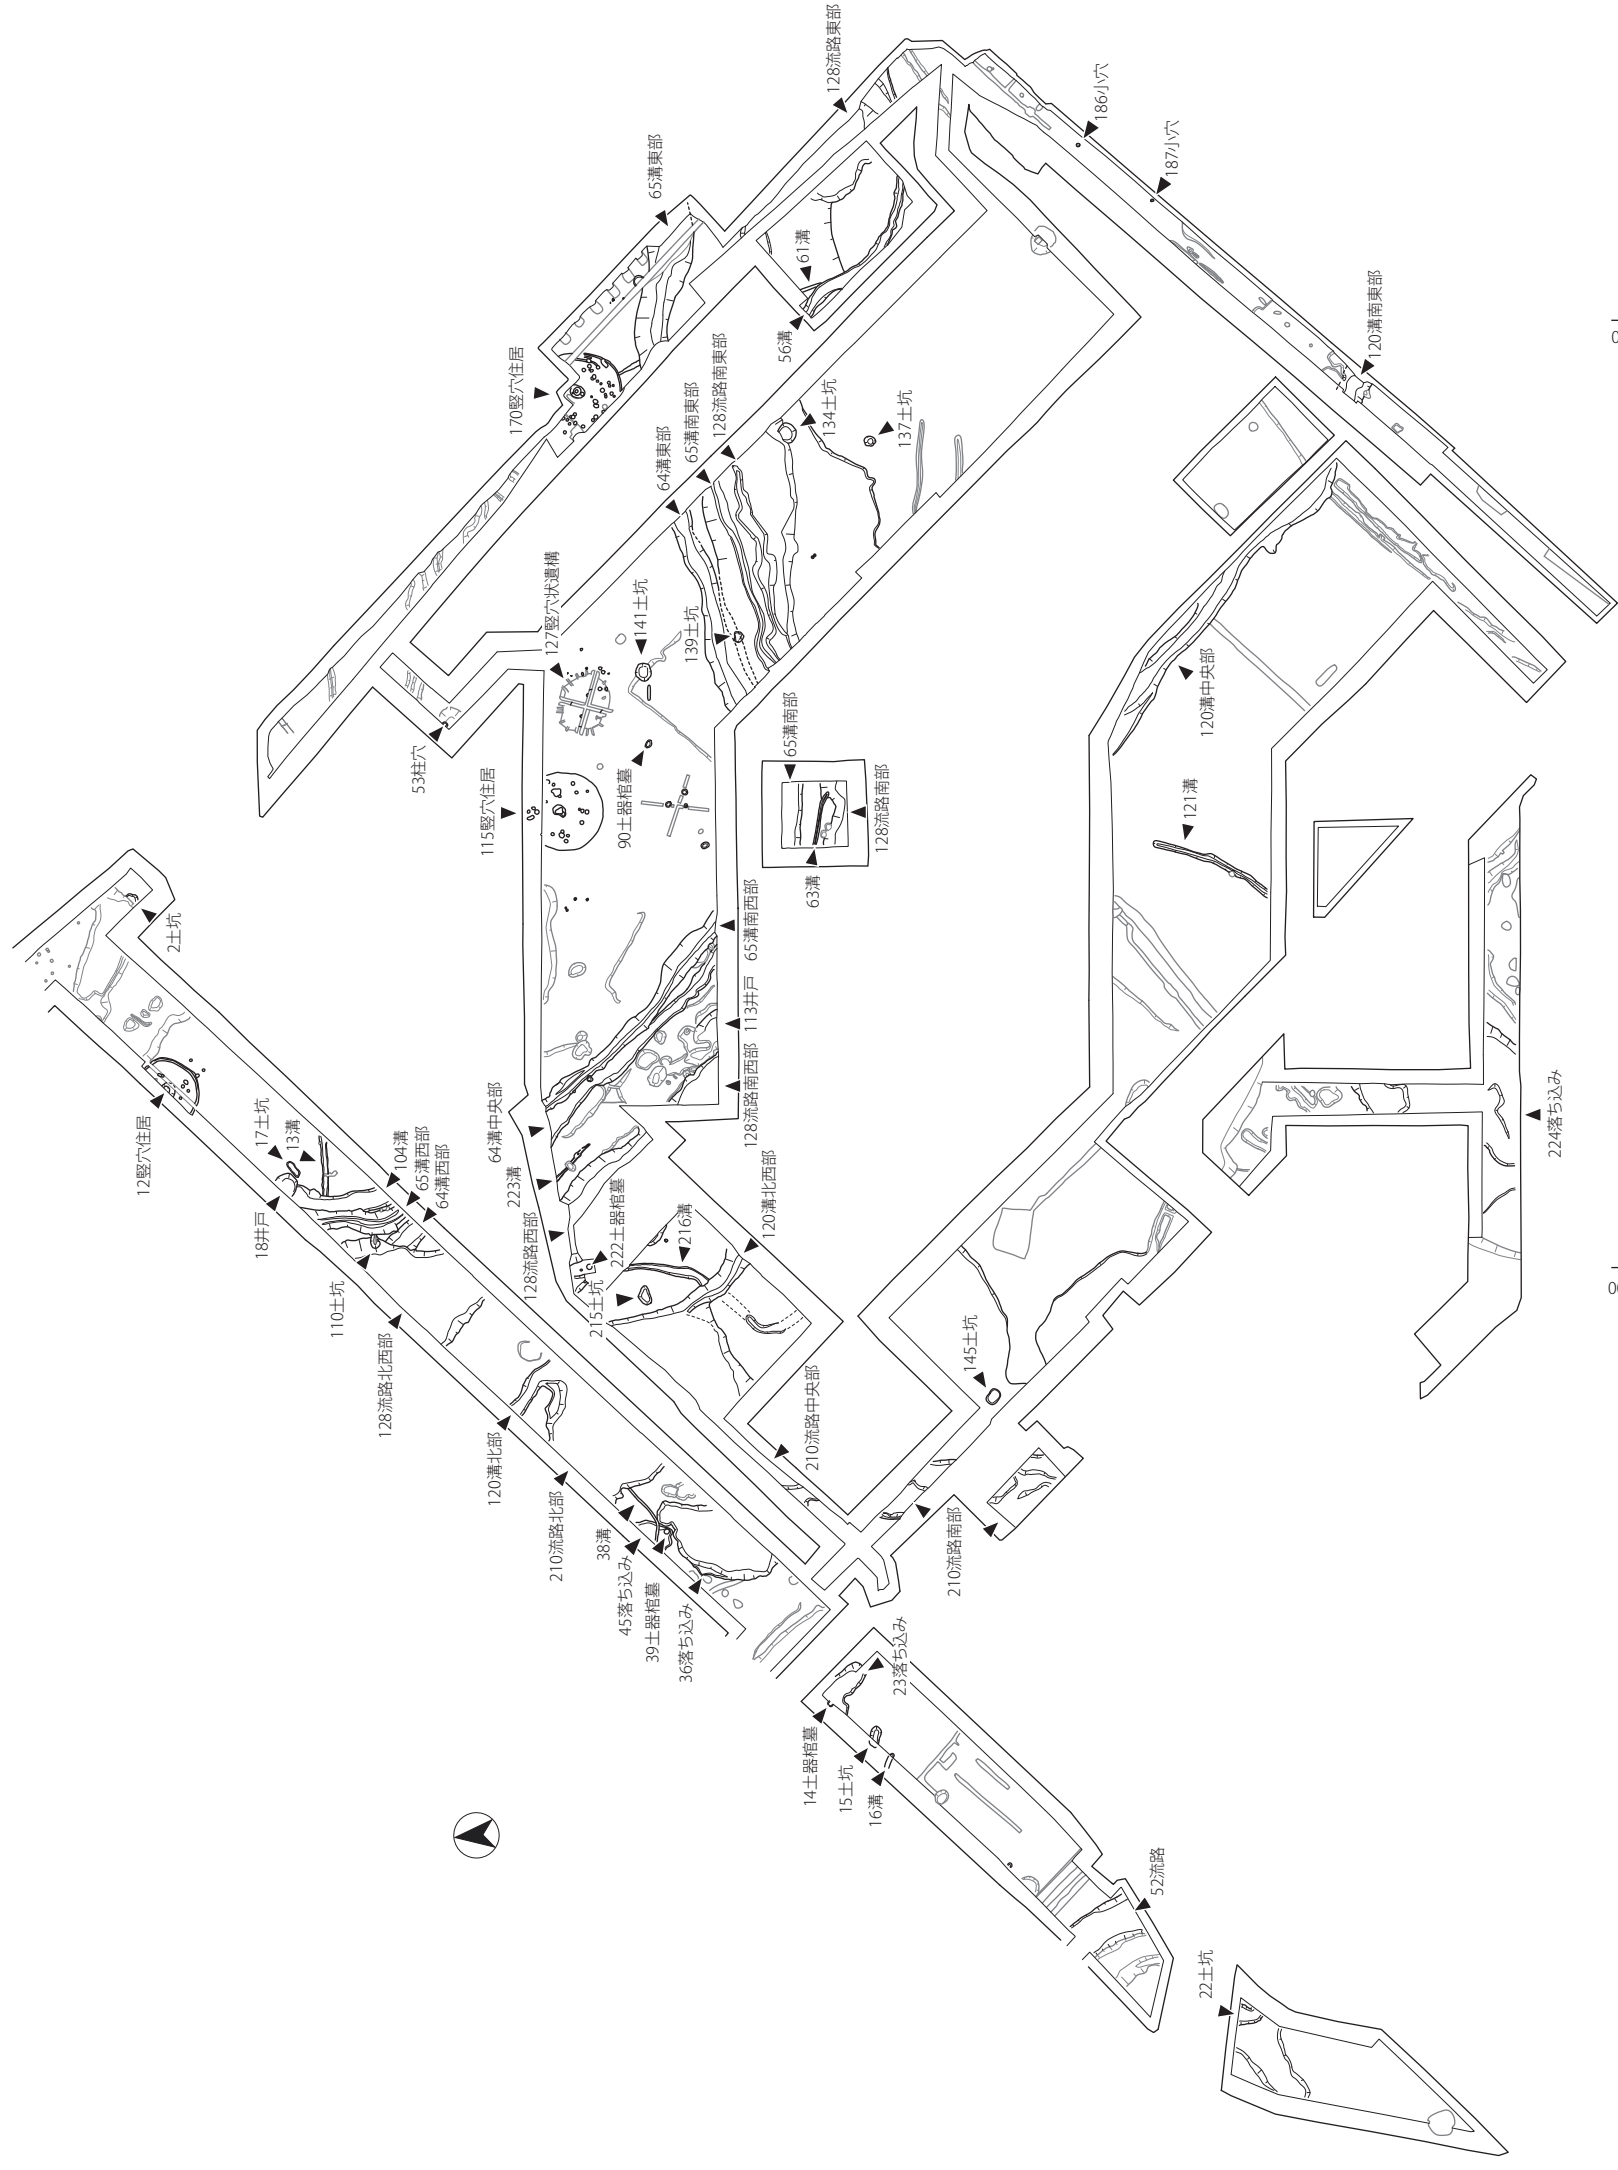 128流路東部
186小穴
187小穴
65溝東部
61溝
56溝
120溝南東部
170竪穴住居
128流路南東部
65溝南東部
64溝東部
134土坑
137土坑
127竪穴状遺構
141土坑
139土坑
53柱穴
115竪穴住居
90土器棺墓
65溝南部
128流路南部
63溝
120溝中央部
121溝
2土坑
65溝南西部
113井戸
128流路南西部
12竪穴住居
17土坑
13溝
104溝
65溝西部
64溝西部
18井戸
64溝中央部
223溝
128流路西部
222土器棺墓
216溝
120溝北西部
215土坑
224落ち込み
110土坑
128流路北西部
145土坑
210流路中央部
120溝北部
210流路北部
38溝
45落ち込み
39土器棺墓
36落ち込み
210流路南部
23落ち込み
14土器棺墓
15土坑
16溝
52流路
22土坑